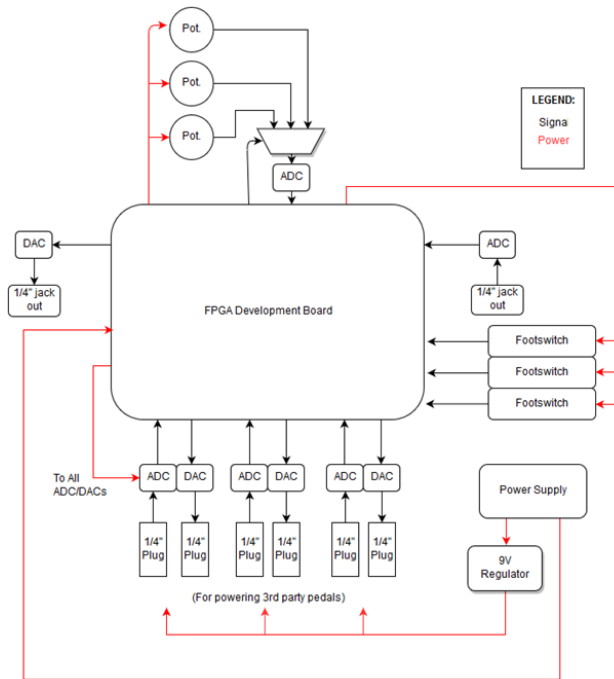 Pot.
Pot.
Pot.
LEGEND:
Signal
Power
ADC
DAC
ADC
1/4" jack
out
1/4" jack
out
FPGA Development Board
Footswitch
Footswitch
Footswitch
To All
ADC/DACs
ADC
DAC
ADC
DAC
ADC
DAC
1/4"
Plug
1/4"
Plug
1/4"
Plug
1/4"
Plug
1/4"
Plug
1/4"
Plug
Power Supply
9V
Regulator
(For powering 3rd party pedals)